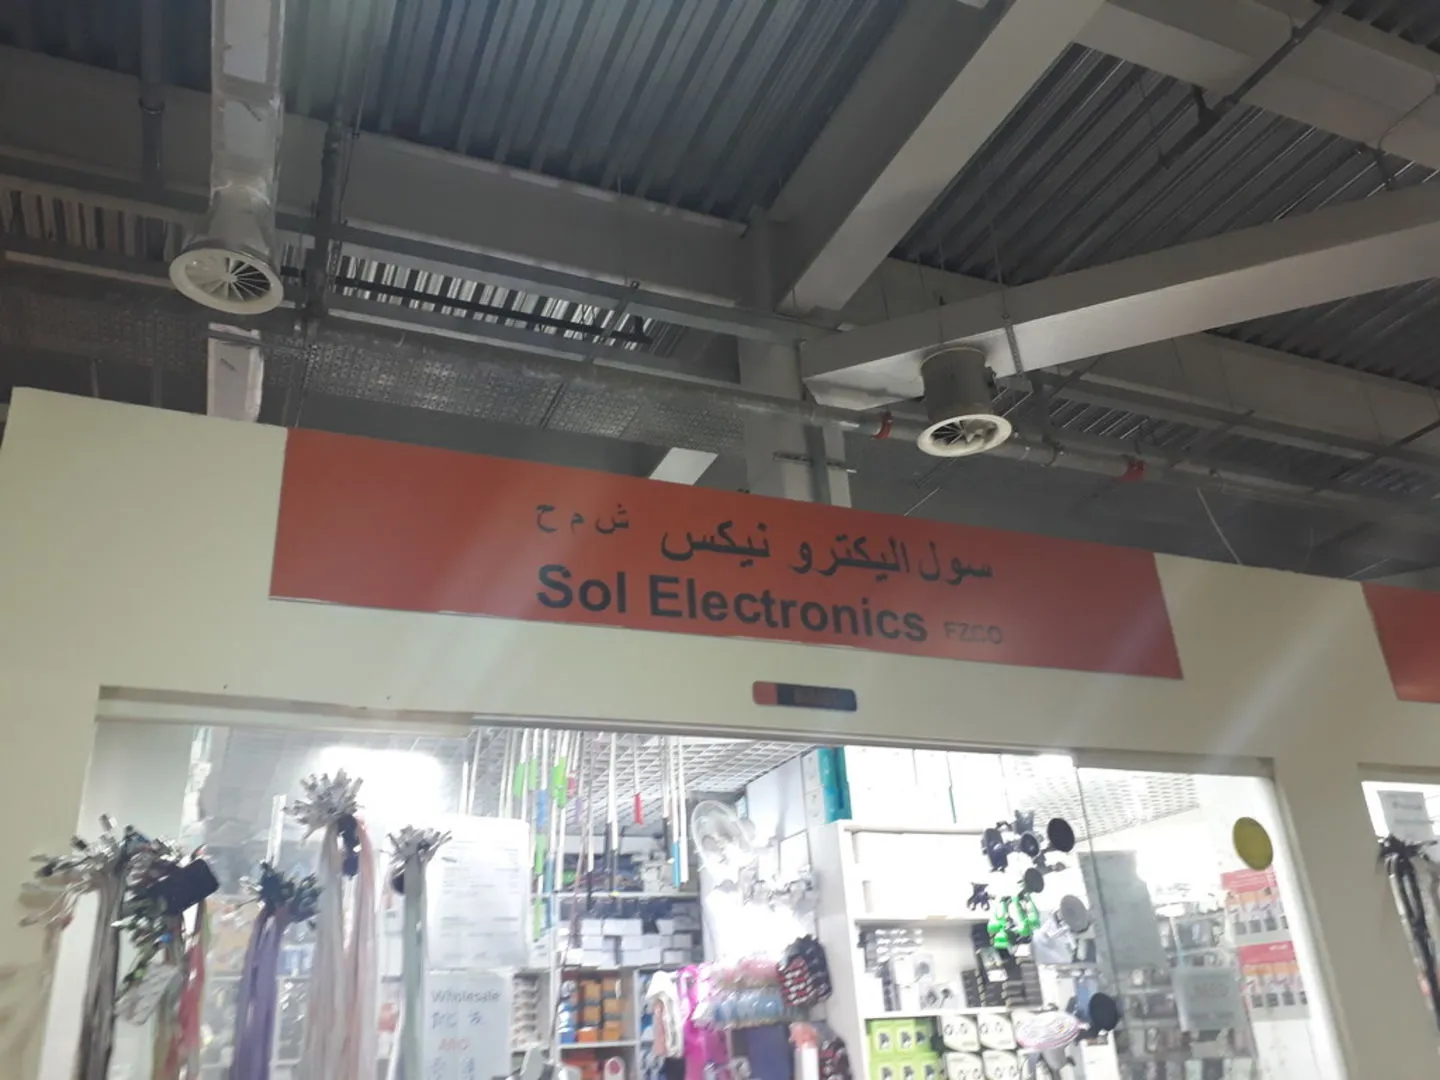 سول اليكترو نيكس ش م ح
Sol Electronics FZCO
Wholesale